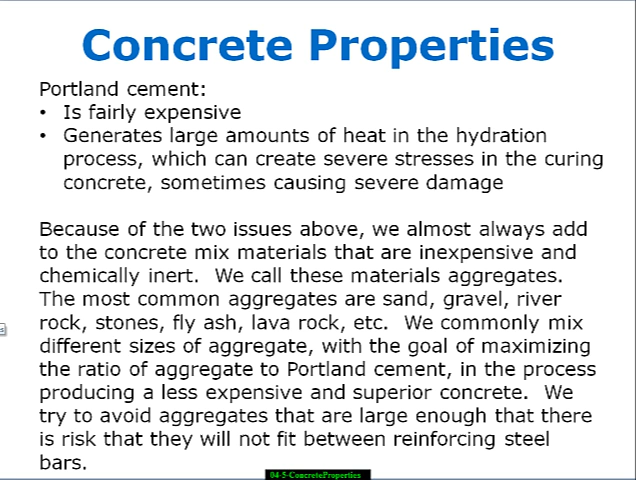 Concrete Properties
Portland cement:
• Is fairly expensive
• Generates large amounts of heat in the hydration
process, which can create severe stresses in the curing
concrete, sometimes causing severe damage
Because of the two issues above, we almost always add
to the concrete mix materials that are inexpensive and
chemically inert.  We call these materials aggregates.
The most common aggregates are sand, gravel, river
rock, stones, fly ash, lava rock, etc.  We commonly mix
different sizes of aggregate, with the goal of maximizing
the ratio of aggregate to Portland cement, in the process
producing a less expensive and superior concrete.  We
try to avoid aggregates that are large enough that there
is risk that they will not fit between reinforcing steel
bars.
04-5-ConcreteProperties